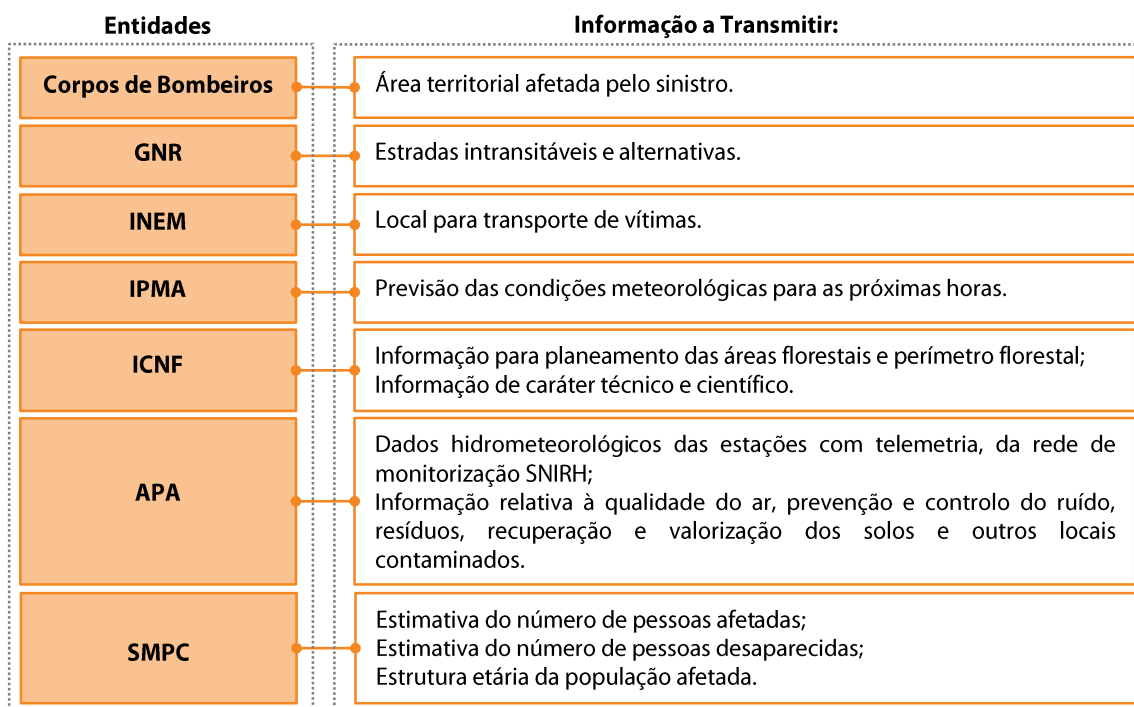 Entidades
Informação a Transmitir:
Corpos de Bombeiros
Área territorial afetada pelo sinistro.
GNR
Estradas intransitáveis e alternativas.
INEM
Local para transporte de vítimas.
IPMA
Previsão das condições meteorológicas para as próximas horas.
ICNF
Informação para planeamento das áreas florestais e perímetro florestal;
Informação de caráter técnico e científico.
APA
Dados hidrometeorológicos das estações com telemetria, da rede de
monitorização SNIRH;
Informação relativa à qualidade do ar, prevenção e controlo do ruído,
resíduos, recuperação e valorização dos solos e outros locais
contaminados.
SMPC
Estimativa do número de pessoas afetadas;
Estimativa do número de pessoas desaparecidas;
Estrutura etária da população afetada.